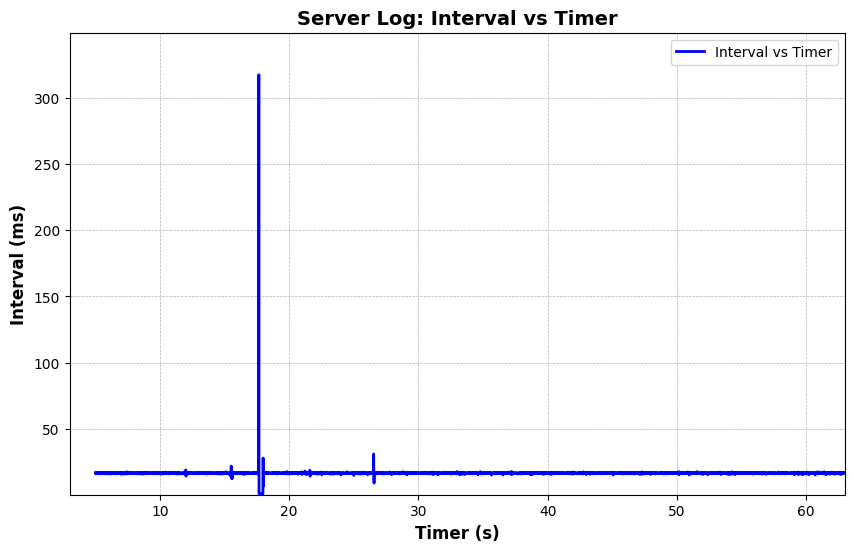 Server Log: Interval vs Timer
Interval vs Timer
300
250
200
150
100
50
Interval (ms)
10 20 30 40 50 60
Timer (s)